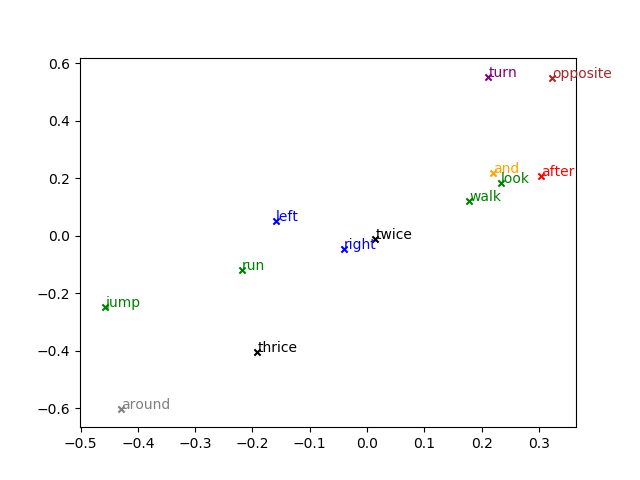 0.6
turn
opposite
0.4
and
after
look
0.2
walk
left
twice
0.0
right
run
−0.2
jump
thrice
−0.4
around
−0.6
−0.5 −0.4 −0.3 −0.2 −0.1 0.0 0.1 0.2 0.3